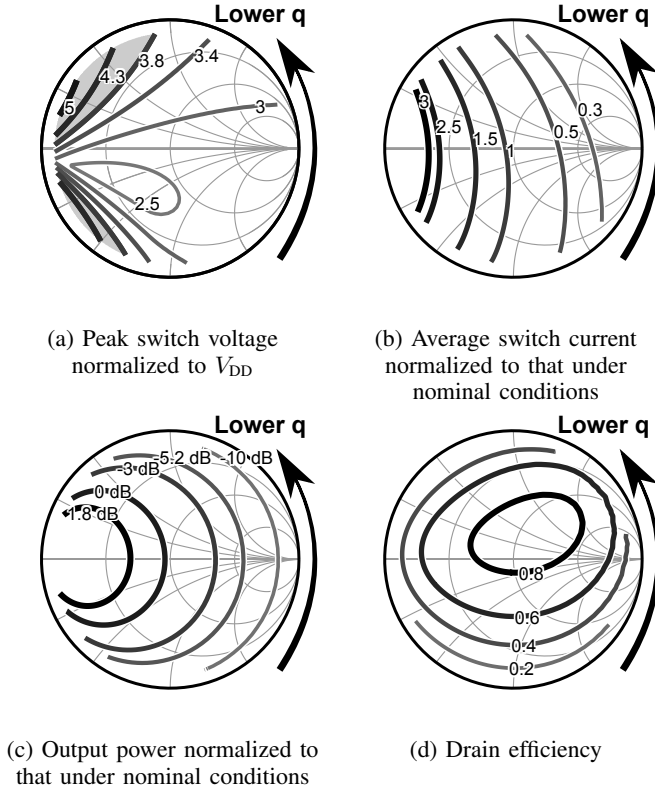 Lower q
5
4.3
3.8
3.4
3
2.5
Lower q
3
2.5
1.5
1
0.5
0.3
(a) Peak switch voltage
normalized to VDD
(b) Average switch current
normalized to that under
nominal conditions
Lower q
1.8 dB
0 dB
-3 dB
-5.2 dB
-10 dB
Lower q
0.8
0.6
0.4
0.2
(c) Output power normalized to
that under nominal conditions
(d) Drain efficiency